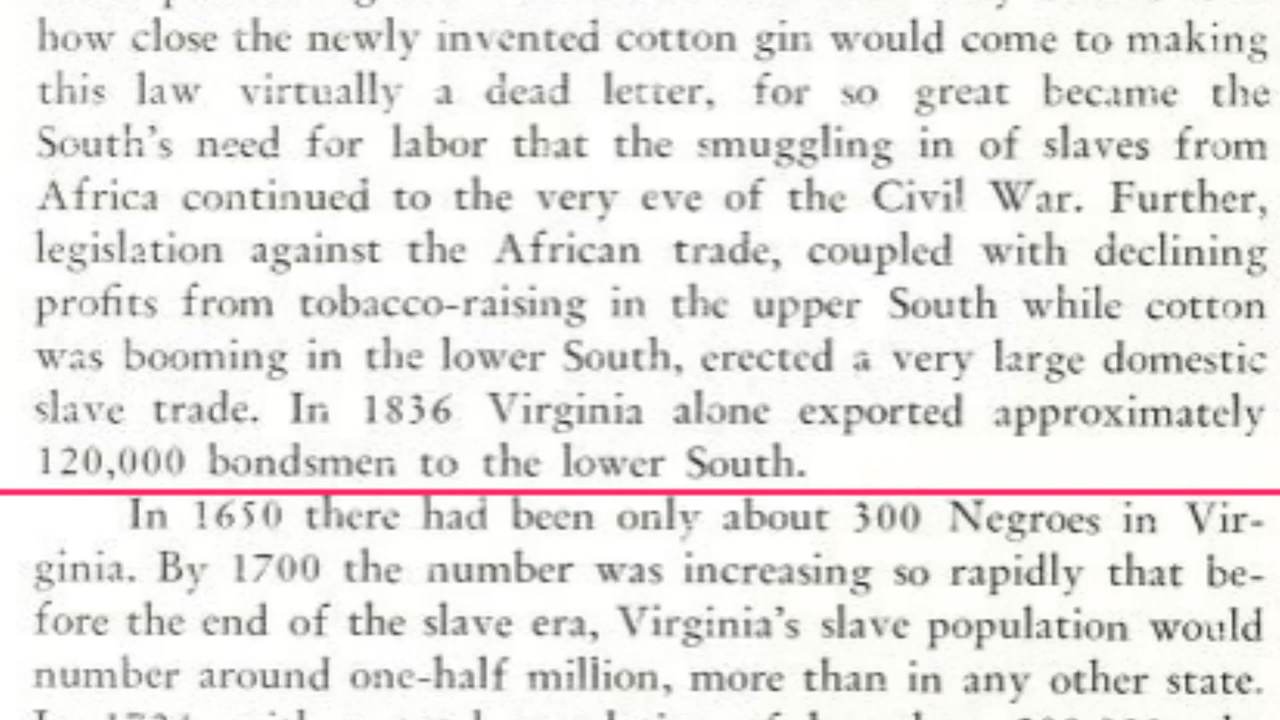 how close the newly invented cotton gin would come to making
this law virtually a dead letter, for so great became the
South's need for labor that the smuggling in of slaves from
Africa continued to the very eve of the Civil War. Further,
legislation against the African trade, coupled with declining
profits from tobacco-raising in the upper South while cotton
was booming in the lower South, erected a very large domestic
slave trade. In 1836 Virginia alone exported approximately
120,000 bondsmen to the lower South.
In 1650 there had been only about 300 Negroes in Vir-
ginia. By 1700 the number was increasing so rapidly that be-
fore the end of the slave era, Virginia's slave population would
number around one-half million, more than in any other state.